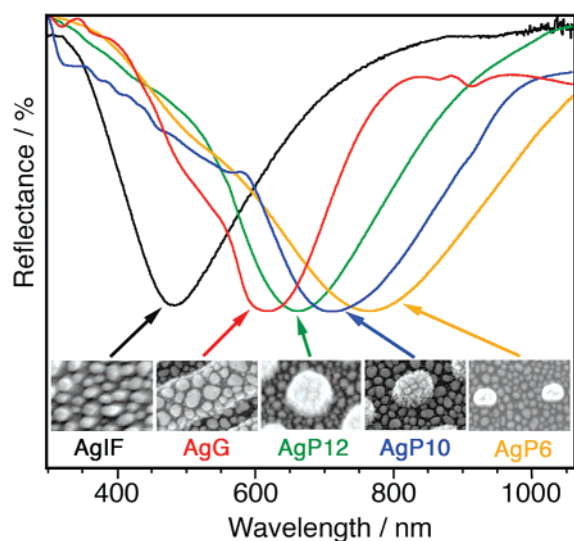 Reflectance / %
AgIF
AgG
AgP12
AgP10
AgP6
400
600
800
1000
Wavelength / nm